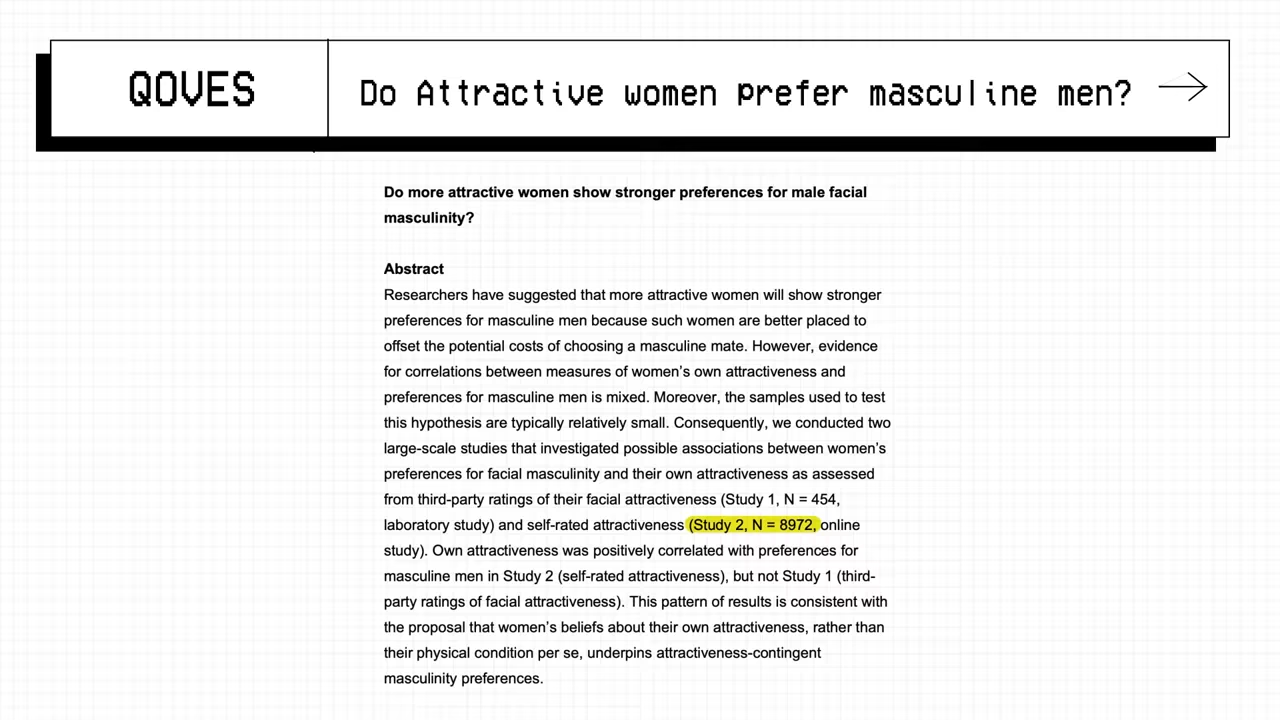 QOVES
Do Attractive women prefer masculine men?
Do more attractive women show stronger preferences for male facial
masculinity?
Abstract
Researchers have suggested that more attractive women will show stronger
preferences for masculine men because such women are better placed to
offset the potential costs of choosing a masculine mate. However, evidence
for correlations between measures of women's own attractiveness and
preferences for masculine men is mixed. Moreover, the samples used to test
this hypothesis are typically relatively small. Consequently, we conducted two
large-scale studies that investigated possible associations between women's
preferences for facial masculinity and their own attractiveness as assessed
from third-party ratings of their facial attractiveness (Study 1, N = 454,
laboratory study) and self-rated attractiveness (Study 2, N = 8972, online
study). Own attractiveness was positively correlated with preferences for
masculine men in Study 2 (self-rated attractiveness), but not Study 1 (third-
party ratings of facial attractiveness). This pattern of results is consistent with
the proposal that women's beliefs about their own attractiveness, rather than
their physical condition per se, underpins attractiveness-contingent
masculinity preferences.